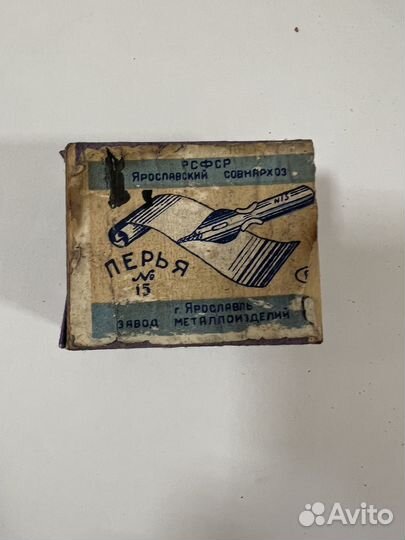 РСФСР
Ярославский совнархоз
№15
ПЕРЬЯ
№
15
г. Ярославль
завод металлоизделий
Avito